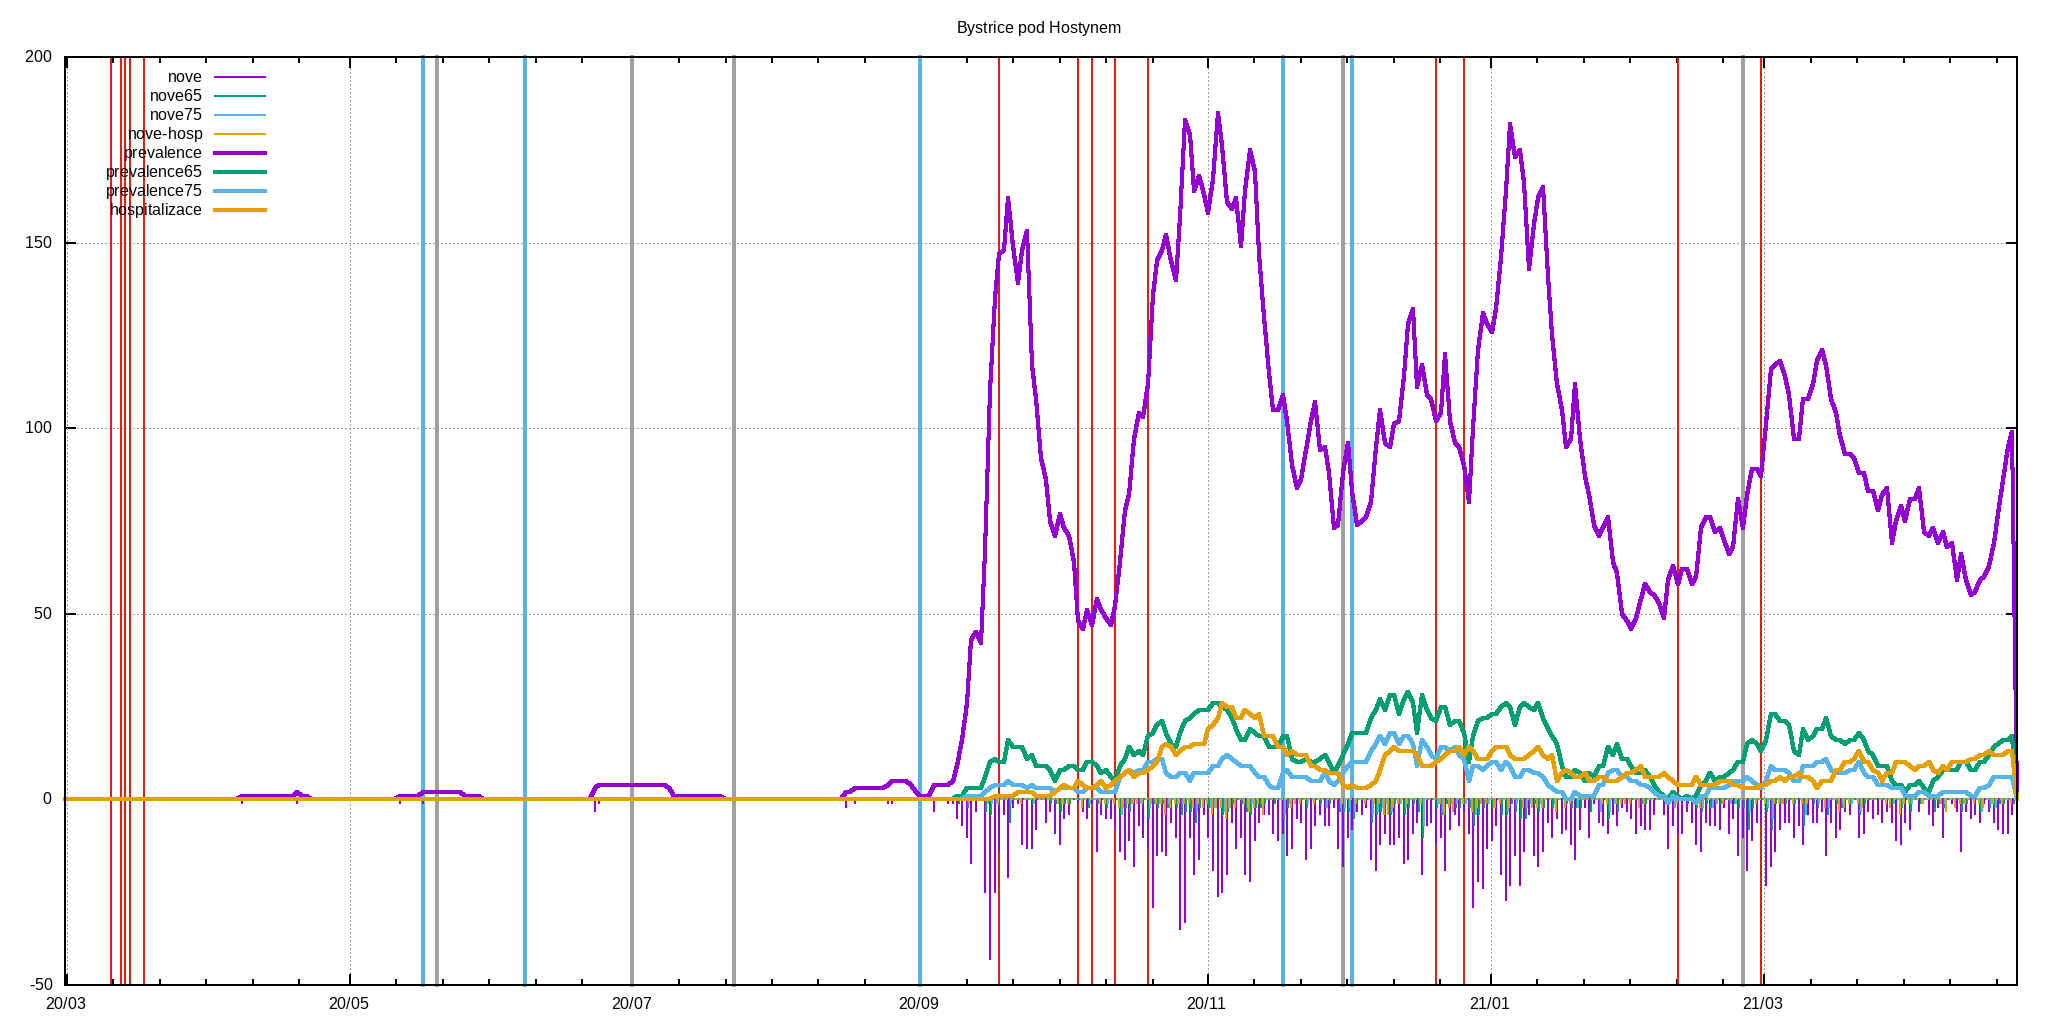 Bystrice pod Hostynem
200
150
100
50
0
-50
nove
nove65
nove75
nove-hosp
prevalence
prevalence65
prevalence75
hospitalizace
20/03 20/05 20/07 20/09 20/11 21/01 21/03